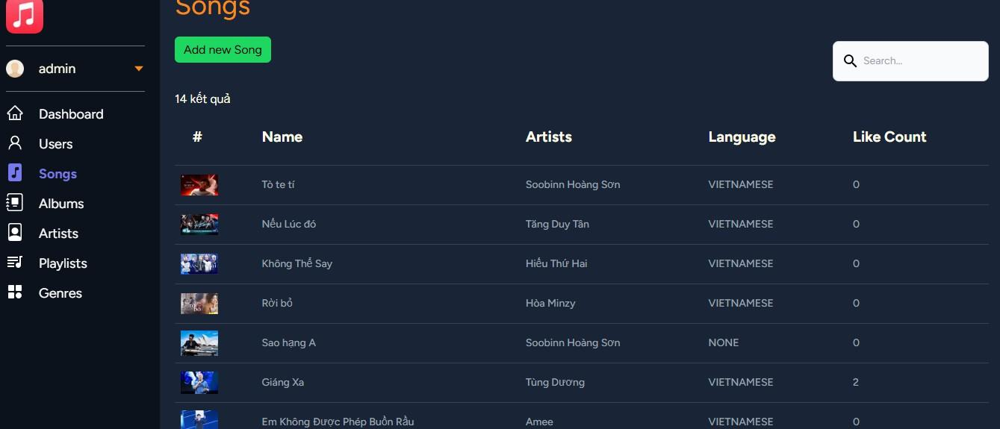 Songs
Add new Song
Search...
admin
14 kết quả
Dashboard
Users
Songs
Albums
Artists
Playlists
Genres
# Name Artists Language Like Count
Tò te tí Soobinn Hoàng Sơn VIETNAMESE 0
Nếu Lúc đó Tăng Duy Tân VIETNAMESE 0
Không Thể Say Hiếu Thứ Hai VIETNAMESE 0
Rời bỏ Hòa Minzy VIETNAMESE 0
Sao hạng A Soobinn Hoàng Sơn NONE 0
Giáng Xa Tùng Dương VIETNAMESE 2
Em Không Được Phép Buồn Rầu Amee VIETNAMESE 0